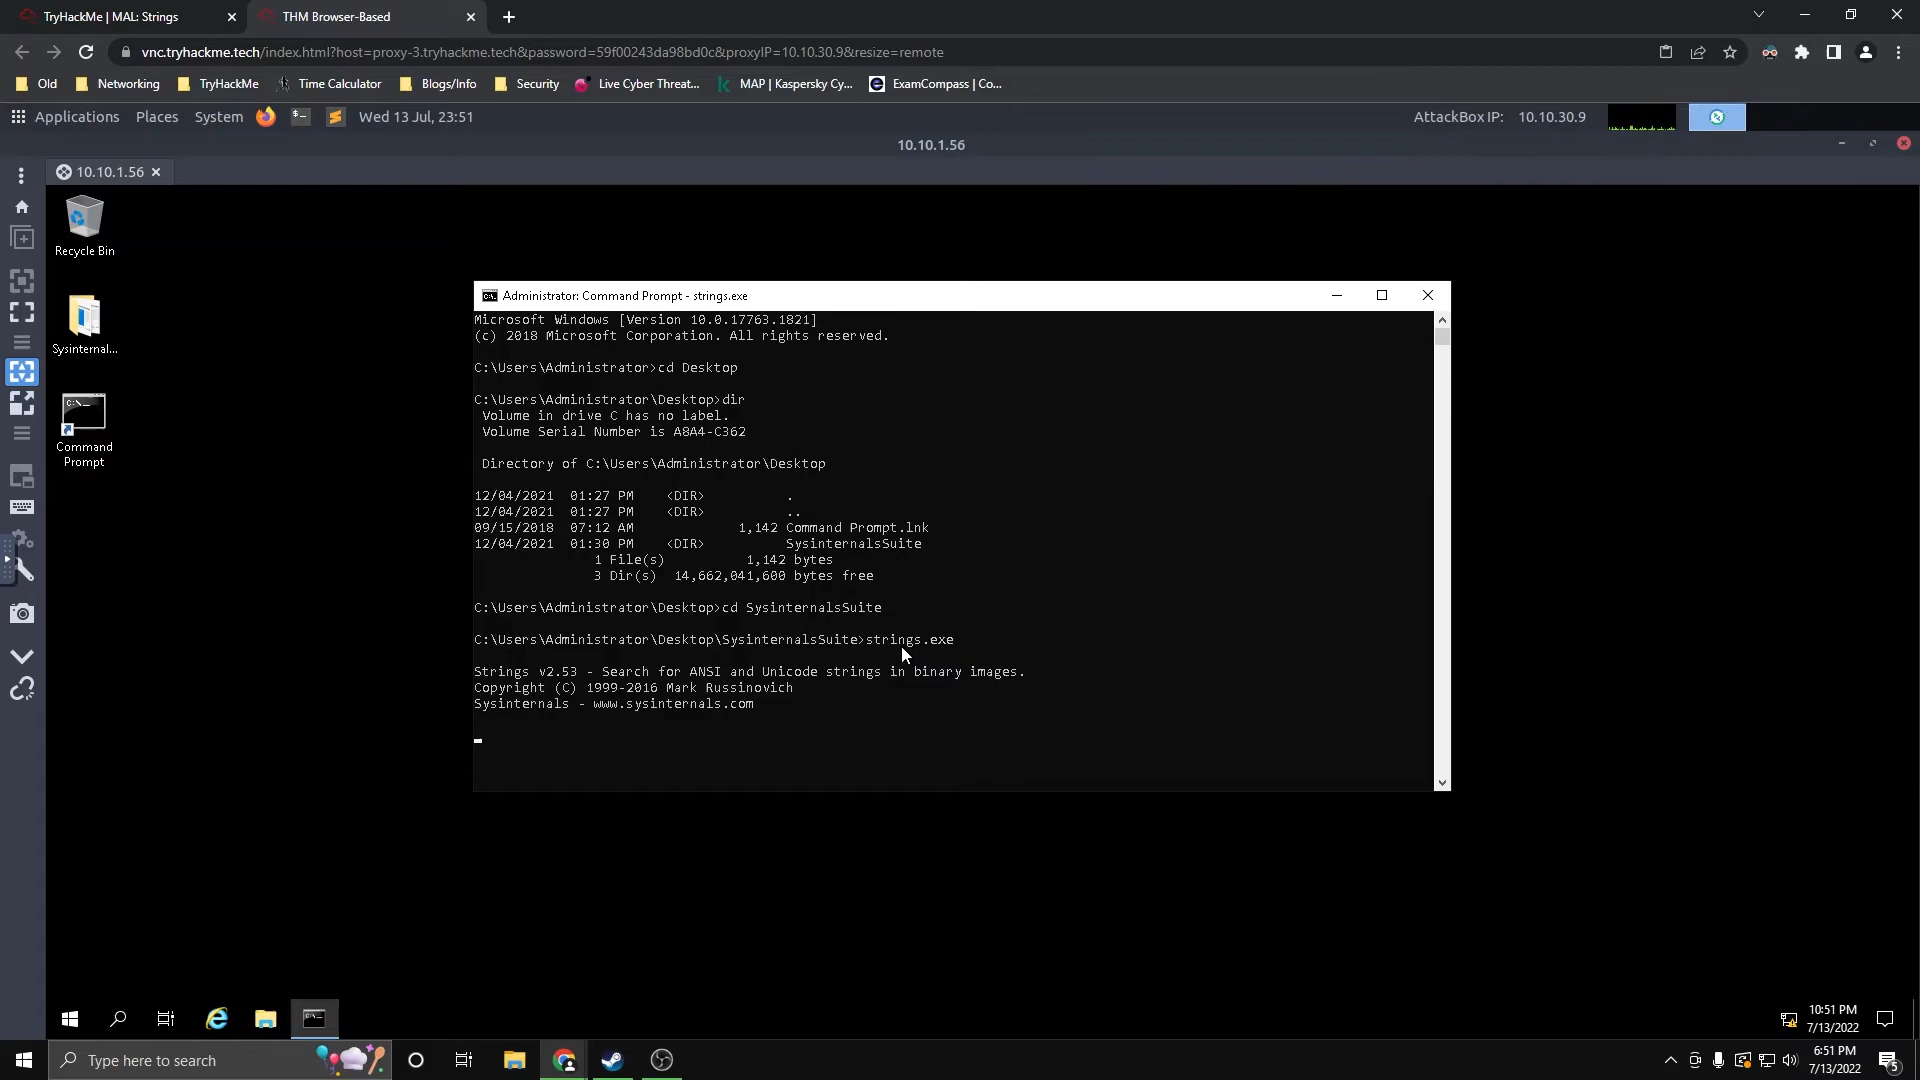 TryHackMe | MAL: Strings
THM Browser-Based
vnc.tryhackme.tech/index.html?host=proxy-3.tryhackme.tech&password=59f00243da98bd0c&proxyIP=10.10.30.9&resize=remote
Old
Networking
TryHackMe
Time Calculator
Blogs/Info
Security
Live Cyber Threat...
MAP | Kaspersky Cy...
ExamCompass | Co...
Applications Places System
Wed 13 Jul, 23:51
AttackBox IP: 10.10.30.9
10.10.1.56
10.10.1.56
Recycle Bin
Sysinternal...
Command
Prompt
Administrator: Command Prompt - strings.exe
Microsoft Windows [Version 10.0.17763.1821]
(c) 2018 Microsoft Corporation. All rights reserved.
C:\Users\Administrator>cd Desktop
C:\Users\Administrator\Desktop>dir
Volume in drive C has no label.
Volume Serial Number is A8A4-C362
Directory of C:\Users\Administrator\Desktop
12/04/2021 01:27 PM <DIR> .
12/04/2021 01:27 PM <DIR> ..
09/15/2018 07:12 AM 1,142 Command Prompt.lnk
12/04/2021 01:30 PM <DIR> SysinternalsSuite
1 File(s) 1,142 bytes
3 Dir(s) 14,662,041,600 bytes free
C:\Users\Administrator\Desktop>cd SysinternalsSuite
C:\Users\Administrator\Desktop\SysinternalsSuite>strings.exe
Strings v2.53 - Search for ANSI and Unicode strings in binary images.
Copyright (C) 1999-2016 Mark Russinovich
Sysinternals - www.sysinternals.com
10:51 PM
7/13/2022
Type here to search
6:51 PM
7/13/2022
5